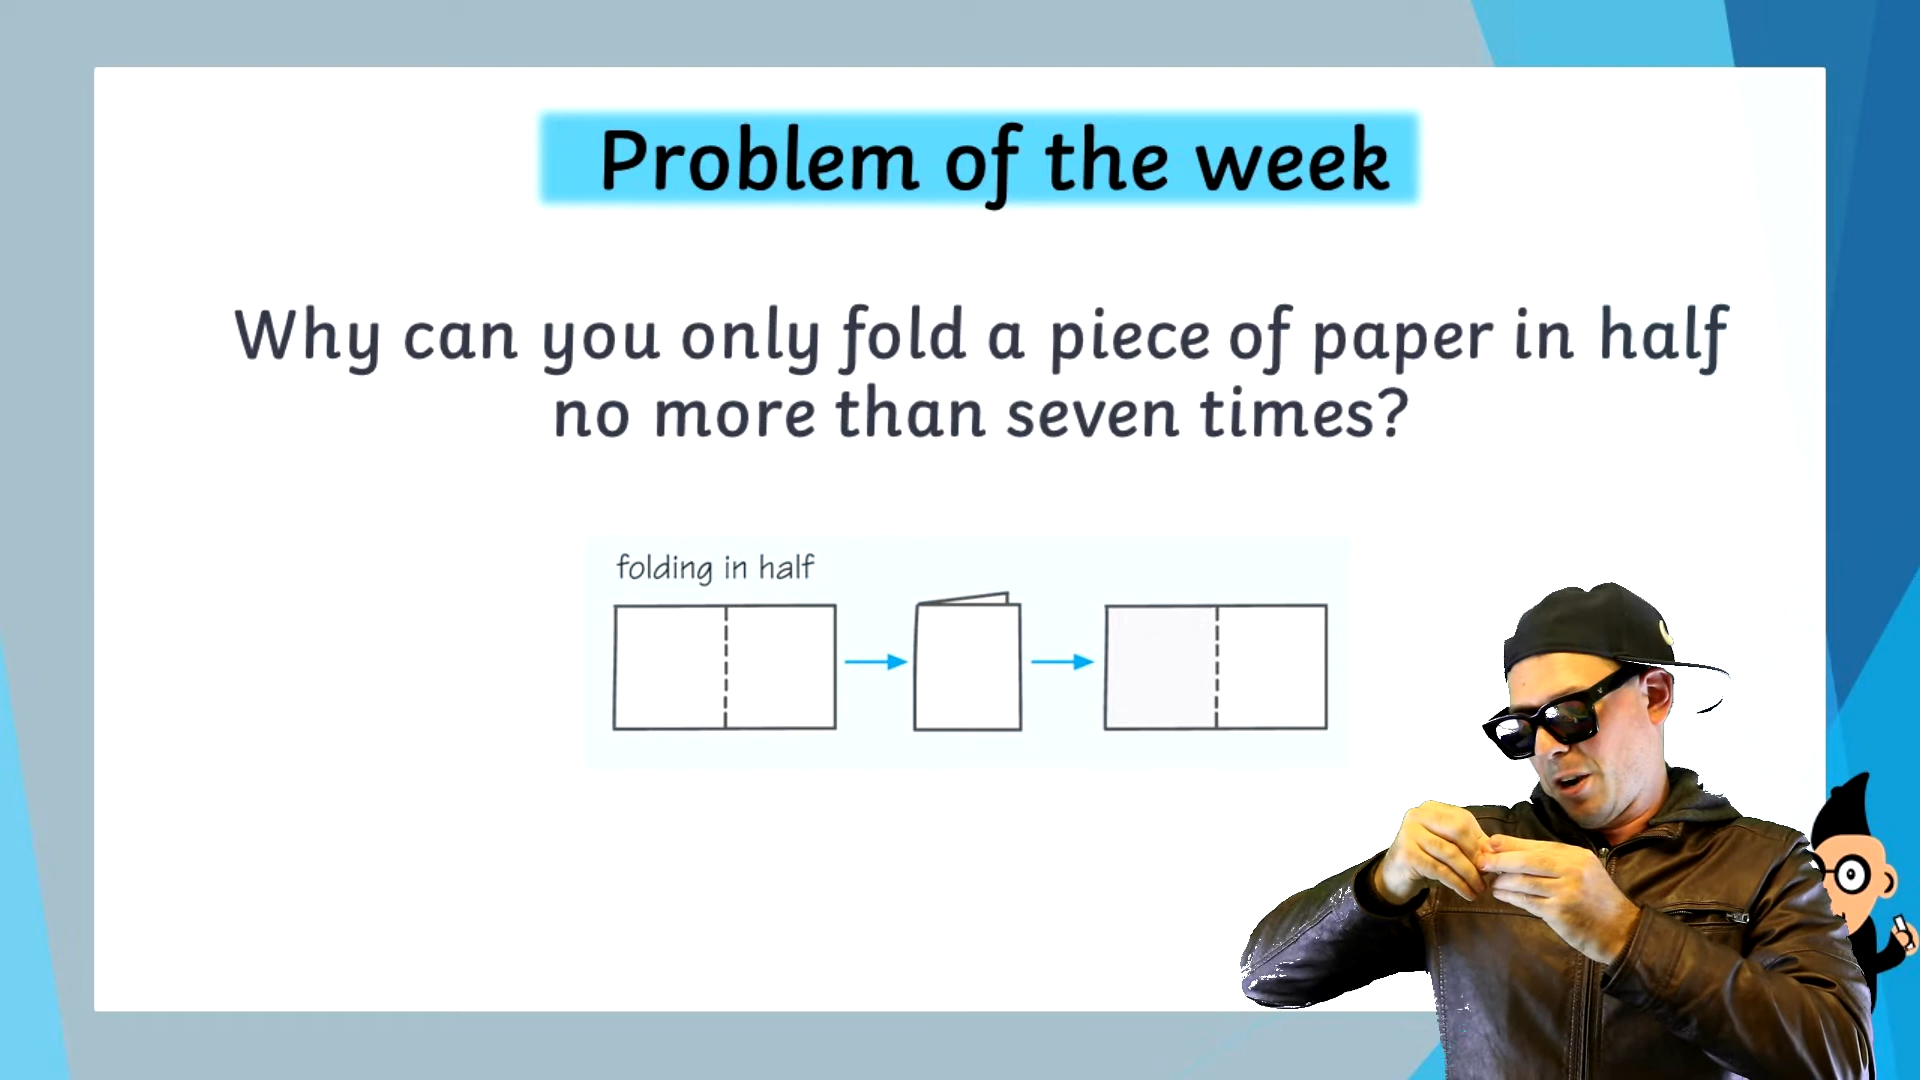 Problem of the week
Why can you only fold a piece of paper in half
no more than seven times?
folding in half